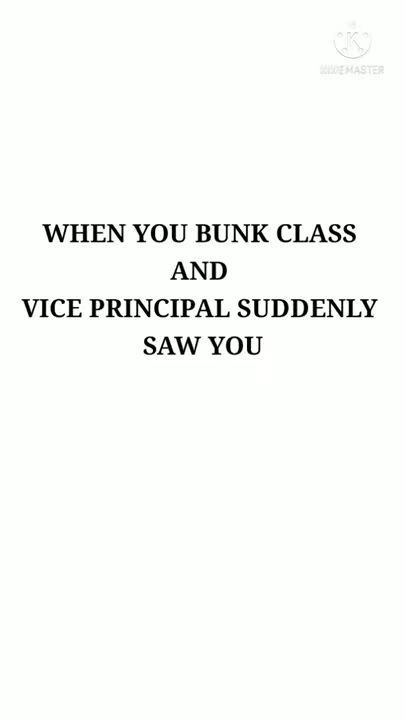 KINEMASTER
WHEN YOU BUNK CLASS
AND
VICE PRINCIPAL SUDDENLY
SAW YOU